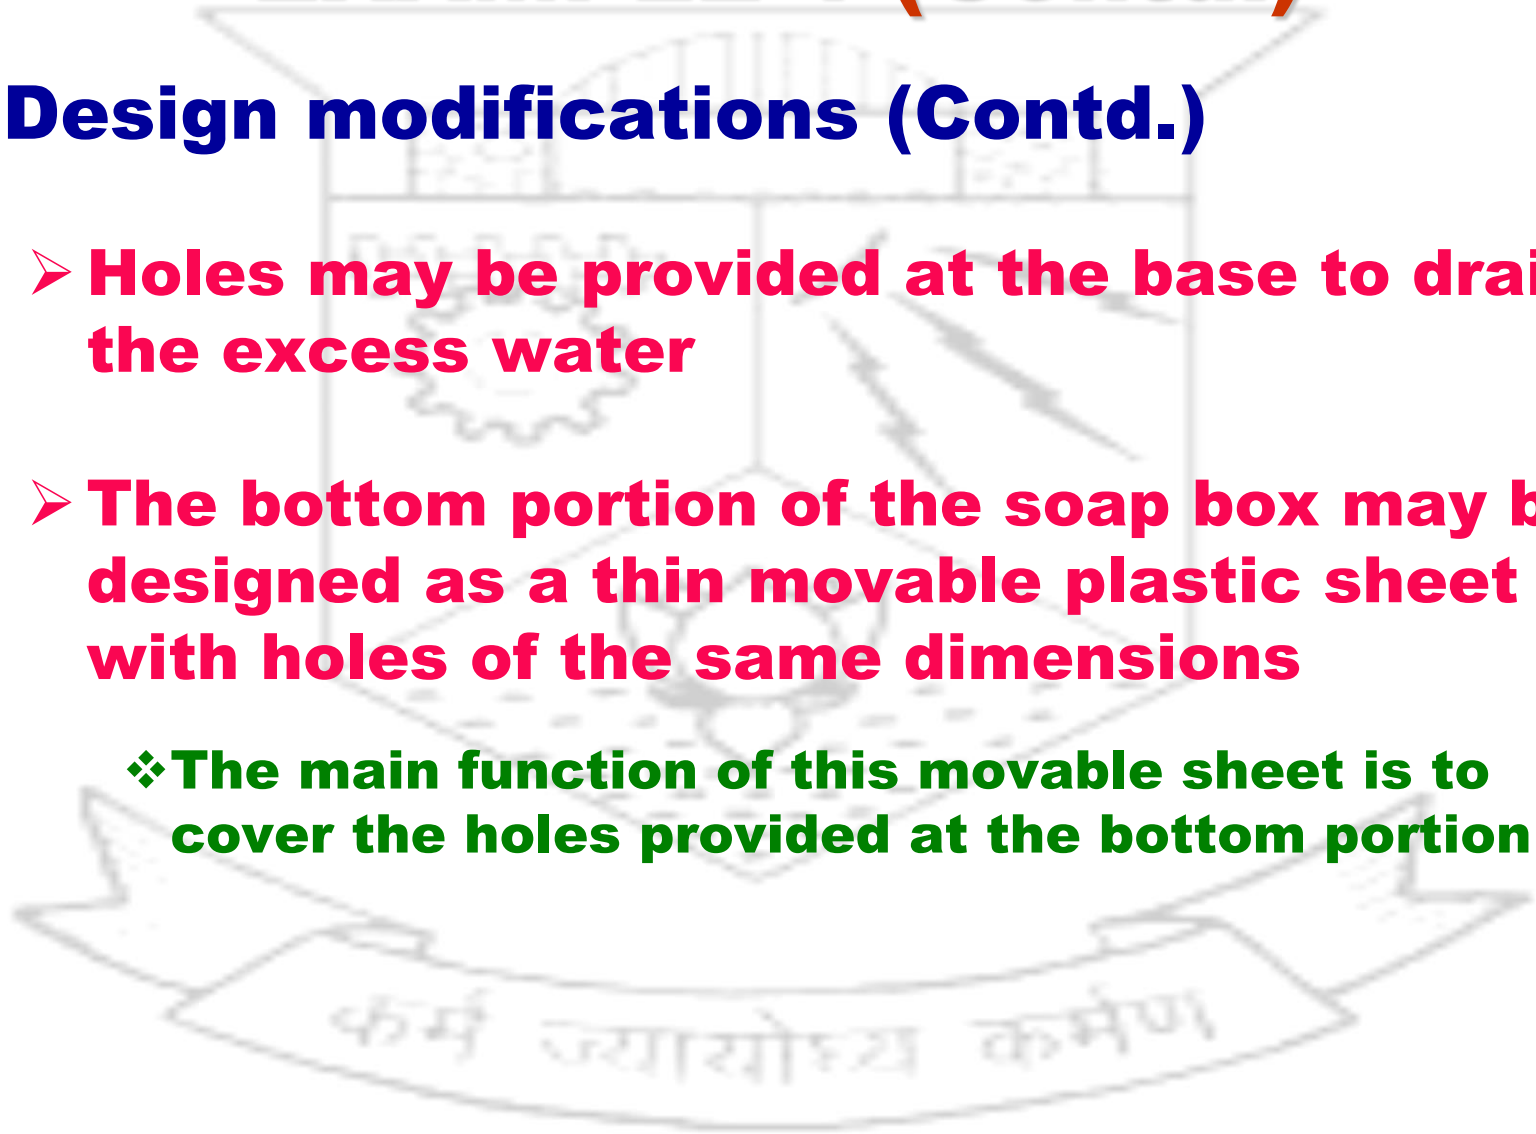 (Contd.)
Design modifications (Contd.)
➢ Holes may be provided at the base to drai
the excess water
➢ The bottom portion of the soap box may b
designed as a thin movable plastic sheet
with holes of the same dimensions
❖The main function of this movable sheet is to
cover the holes provided at the bottom portion
कर्म ज्यायोध्य कर्मण